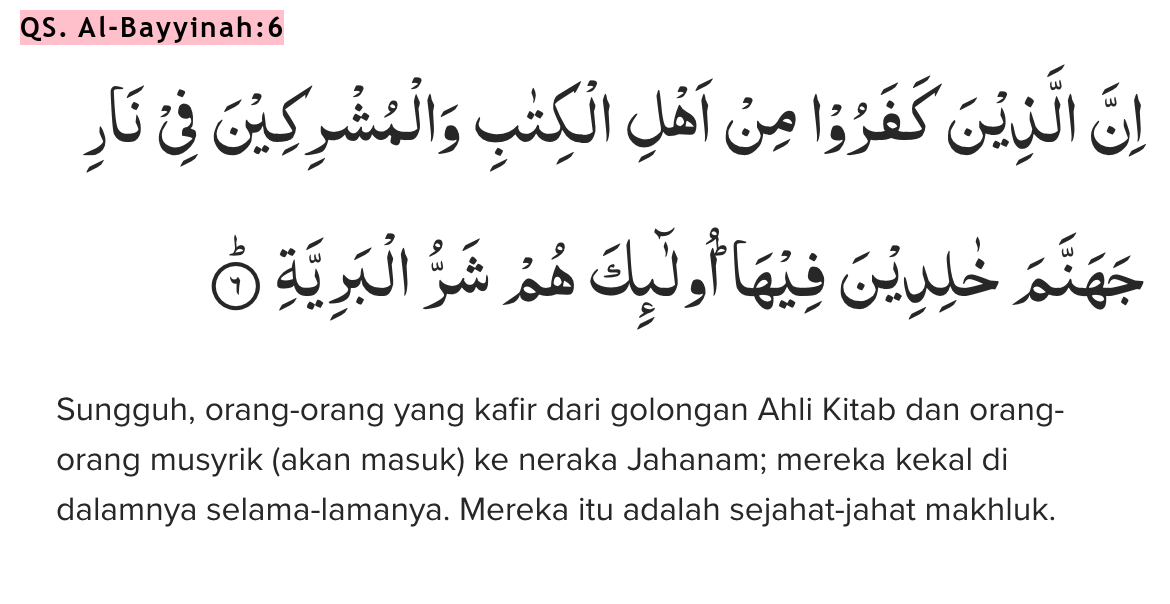 QS. Al-Bayyinah:6
اِنَّ الَّذِيْنَ كَفَرُوْا مِنْ اَهْلِ الْكِتٰبِ وَالْمُشْرِكِيْنَ فِيْ نَارِ
جَهَنَّمَ خٰلِدِيْنَ فِيْهَاۗ اُولٰۤىِٕكَ هُمْ شَرُّ الْبَرِيَّةِۗ ٦
Sungguh, orang-orang yang kafir dari golongan Ahli Kitab dan orang-
orang musyrik (akan masuk) ke neraka Jahanam; mereka kekal di
dalamnya selama-lamanya. Mereka itu adalah sejahat-jahat makhluk.